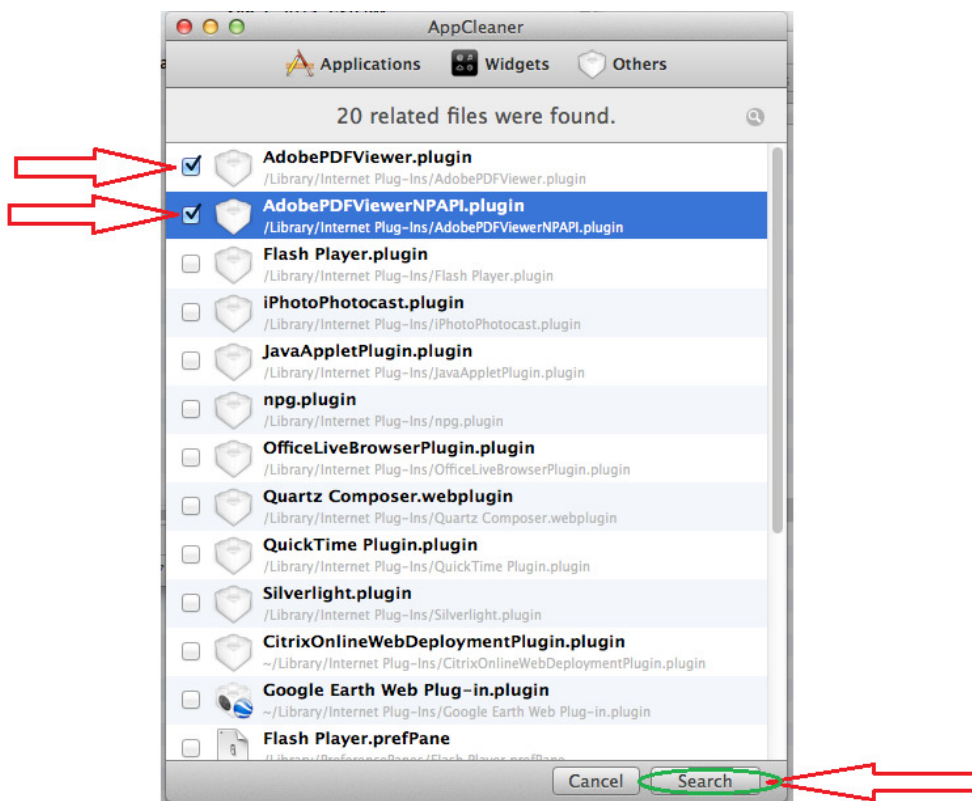 AppCleaner
Applications Widgets Others
20 related files were found.
AdobePDFViewer.plugin
/Library/Internet Plug-Ins/AdobePDFViewer.plugin
AdobePDFViewerNPAPI.plugin
/Library/Internet Plug-Ins/AdobePDFViewerNPAPI.plugin
Flash Player.plugin
/Library/Internet Plug-Ins/Flash Player.plugin
iPhotoPhotocast.plugin
/Library/Internet Plug-Ins/iPhotoPhotocast.plugin
JavaAppletPlugin.plugin
/Library/Internet Plug-Ins/JavaAppletPlugin.plugin
npg.plugin
/Library/Internet Plug-Ins/npg.plugin
OfficeLiveBrowserPlugin.plugin
/Library/Internet Plug-Ins/OfficeLiveBrowserPlugin.plugin
Quartz Composer.webplugin
/Library/Internet Plug-Ins/Quartz Composer.webplugin
QuickTime Plugin.plugin
/Library/Internet Plug-Ins/QuickTime Plugin.plugin
Silverlight.plugin
/Library/Internet Plug-Ins/Silverlight.plugin
CitrixOnlineWebDeploymentPlugin.plugin
~/Library/Internet Plug-Ins/CitrixOnlineWebDeploymentPlugin.plugin
Google Earth Web Plug-in.plugin
~/Library/Internet Plug-Ins/Google Earth Web Plug-in.plugin
Flash Player.prefPane
/Library/PreferencePanes/Flash Player.prefPane
Cancel Search